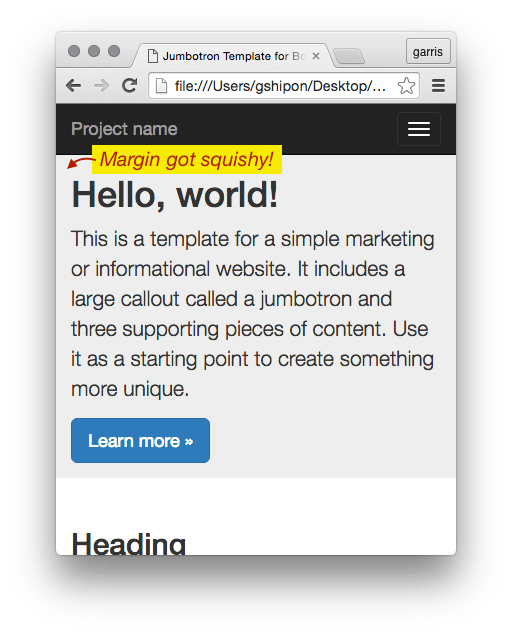 Jumbotron Template for Bo
garris
file:///Users/gshipon/Desktop/...
Project name
Margin got squishy!
Hello, world!
This is a template for a simple marketing
or informational website. It includes a
large callout called a jumbotron and
three supporting pieces of content. Use
it as a starting point to create something
more unique.
Learn more »
Heading